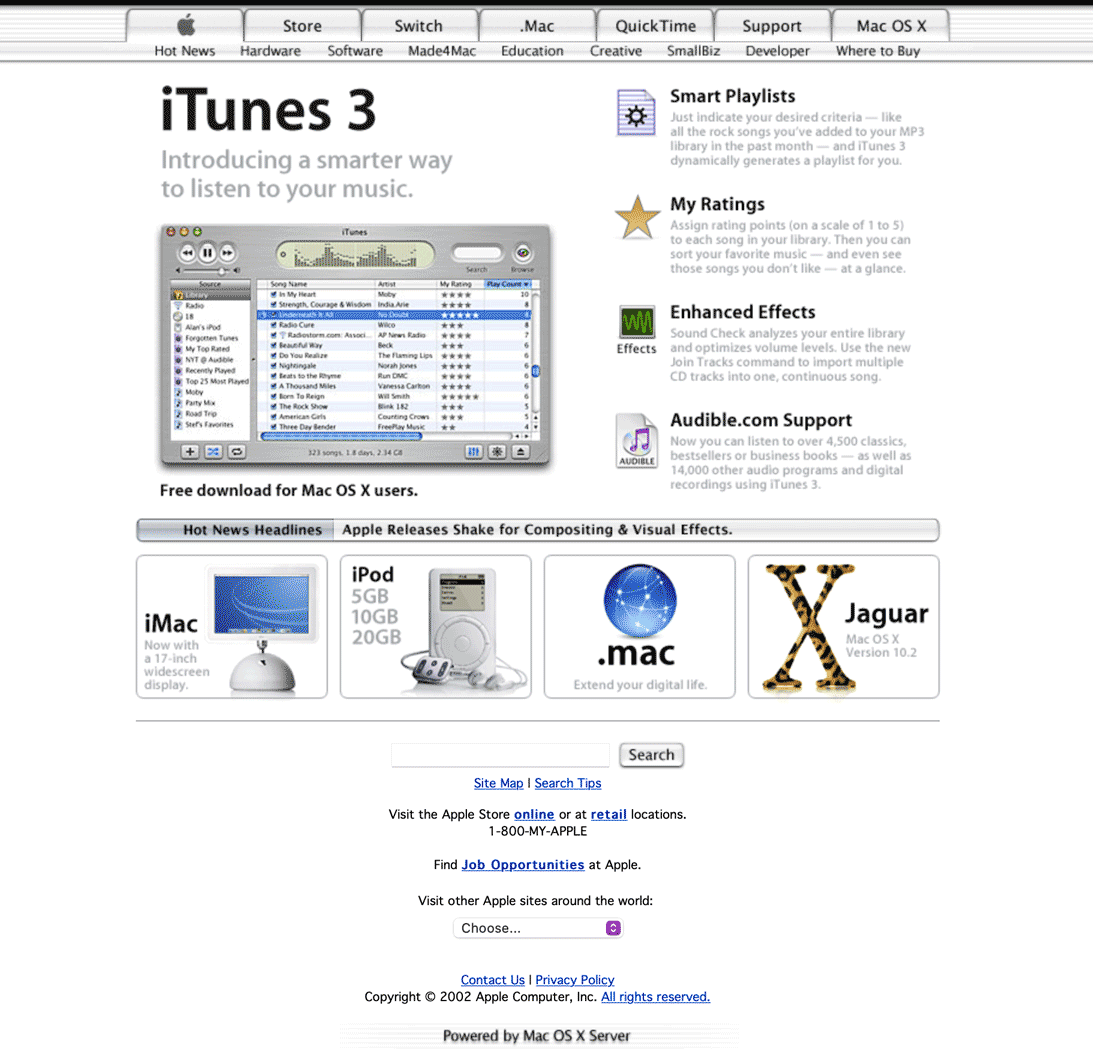 Store Switch .Mac QuickTime Support Mac OS X
Hot News Hardware Software Made4Mac Education Creative SmallBiz Developer Where to Buy
iTunes 3
Introducing a smarter way
to listen to your music.
iTunes
Search Browse
Source
Library
Radio
18
Alan's iPod
Forgotten Tunes
My Top Rated
NYT @ Audible
Recently Played
Top 25 Most Played
Moby
Party Mix
Road Trip
Stef's Favorites
Song Name Artist My Rating Play Count
In My Heart Moby 10
Strength, Courage & Wisdom India.Arie 8
Underneath It All No Doubt 8
Radio Cure Wilco 8
Radiostorm.com: Associ... AP News Radio 7
Beautiful Way Beck 6
Do You Realize The Flaming Lips 6
Nightingale Norah Jones 6
Beats to the Rhyme Run DMC 6
A Thousand Miles Vanessa Carlton 6
Born To Reign Will Smith 6
The Rock Show Blink 182 5
American Girls Counting Crows 5
Three Day Bender FreePlay Music 4
323 songs, 1.8 days, 2.34 GB
Free download for Mac OS X users.
Smart Playlists
Just indicate your desired criteria — like
all the rock songs you've added to your MP3
library in the past month — and iTunes 3
dynamically generates a playlist for you.
My Ratings
Assign rating points (on a scale of 1 to 5)
to each song in your library. Then you can
sort your favorite music — and even see
those songs you don't like — at a glance.
Effects
Enhanced Effects
Sound Check analyzes your entire library
and optimizes volume levels. Use the new
Join Tracks command to import multiple
CD tracks into one, continuous song.
AUDIBLE
Audible.com Support
Now you can listen to over 4,500 classics,
bestsellers or business books — as well as
14,000 other audio programs and digital
recordings using iTunes 3.
Hot News Headlines Apple Releases Shake for Compositing & Visual Effects.
iMac
Now with
a 17-inch
widescreen
display.
iPod
5GB
10GB
20GB
.mac
Extend your digital life.
Jaguar
Mac OS X
Version 10.2
Search
Site Map | Search Tips
Visit the Apple Store online or at retail locations.
1-800-MY-APPLE
Find Job Opportunities at Apple.
Visit other Apple sites around the world:
Choose...
Contact Us | Privacy Policy
Copyright © 2002 Apple Computer, Inc. All rights reserved.
Powered by Mac OS X Server